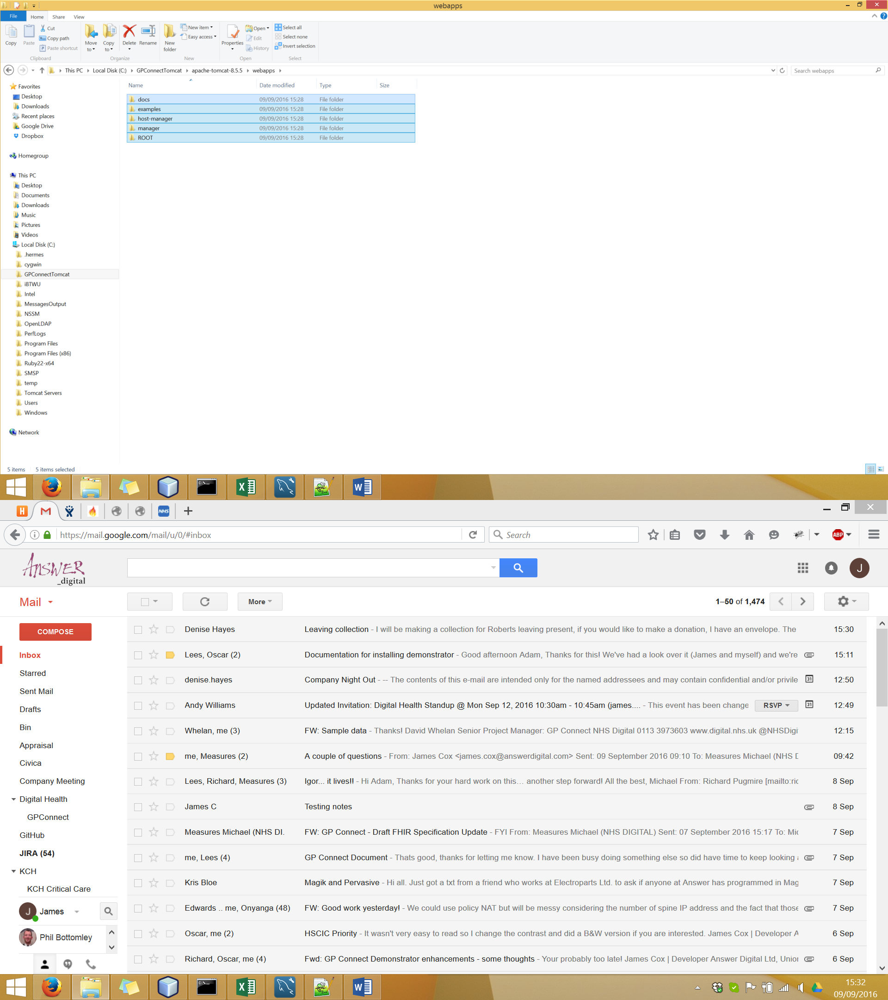 webapps
File Home Share View
Copy Paste Cut Copy path Paste shortcut Move to Copy to Delete Rename New folder New item Easy access Properties Open Edit History Select all Select none Invert selection
Clipboard Organize New Open Select
This PC Local Disk (C:) GPConnectTomcat apache-tomcat-8.5.5 webapps Search webapps
Name Date modified Type Size
docs 09/09/2016 15:28 File folder
examples 09/09/2016 15:28 File folder
host-manager 09/09/2016 15:28 File folder
manager 09/09/2016 15:28 File folder
ROOT 09/09/2016 15:28 File folder
Favorites
Desktop
Downloads
Recent places
Google Drive
Dropbox
Homegroup
This PC
Desktop
Documents
Downloads
Music
Pictures
Videos
Local Disk (C:)
.hermes
cygwin
GPConnectTomcat
iBTWU
Intel
MessagesOutput
NSSM
OpenLDAP
PerfLogs
Program Files
Program Files (x86)
Ruby22-x64
SMSP
temp
Tomcat Servers
Users
Windows
Network
5 items 5 items selected
H NHS
https://mail.google.com/mail/u/0/#inbox Search ABP
Answer _digital J
Mail More 1–50 of 1,474
COMPOSE
Inbox
Starred
Sent Mail
Drafts
Bin
Appraisal
Civica
Company Meeting
Digital Health
GPConnect
GitHub
JIRA (54)
KCH
KCH Critical Care
J James
Phil Bottomley
Denise Hayes Leaving collection - I will be making a collection for Roberts leaving present, if you would like to make a donation, I have an envelope. The 15:30
Lees, Oscar (2) Documentation for installing demonstrator - Good afternoon Adam, Thanks for this! We've had a look over it (James and myself) and we're 15:11
denise.hayes Company Night Out - -- The contents of this e-mail are intended only for the named addressees and may contain confidential and/or privile 31 12:50
Andy Williams Updated Invitation: Digital Health Standup @ Mon Sep 12, 2016 10:30am - 10:45am (james.... - This event has been change RSVP 31 12:49
Whelan, me (3) FW: Sample data - Thanks! David Whelan Senior Project Manager: GP Connect NHS Digital 0113 3973603 www.digital.nhs.uk @NHSDigi 12:15
me, Measures (2) A couple of questions - From: James Cox <james.cox@answerdigital.com> Sent: 09 September 2016 09:10 To: Measures Michael (NHS D 09:42
Lees, Richard, Measures (3) Igor... it lives!! - Hi Adam, Thanks for your hard work on this… another step forward! All the best, Michael From: Richard Pugmire [mailto:ric 8 Sep
James C Testing notes 8 Sep
Measures Michael (NHS DI. FW: GP Connect - Draft FHIR Specification Update - FYI From: Measures Michael (NHS DIGITAL) Sent: 07 September 2016 15:17 To: Mic 7 Sep
me, Lees (4) GP Connect Document - Thats good, thanks for letting me know. I have been busy doing something else so did have time to keep looking 7 Sep
Kris Bloe Magik and Pervasive - Hi all. Just got a txt from a friend who works at Electroparts Ltd. to ask if anyone at Answer has programmed in Mag 7 Sep
Edwards .. me, Onyanga (48) FW: Good work yesterday! - We could use policy NAT but will be messy considering the number of spine IP address and the fact that those 7 Sep
Oscar, me (2) HSCIC Priority - It wasn't very easy to read so I change the contrast and did a B&W version if you are interested. James Cox | Developer A 6 Sep
Richard, Oscar, me (4) Fwd: GP Connect Demonstrator enhancements - some thoughts - Your probably too late! James Cox | Developer Answer Digital Ltd, Union 6 Sep
15:32
09/09/2016